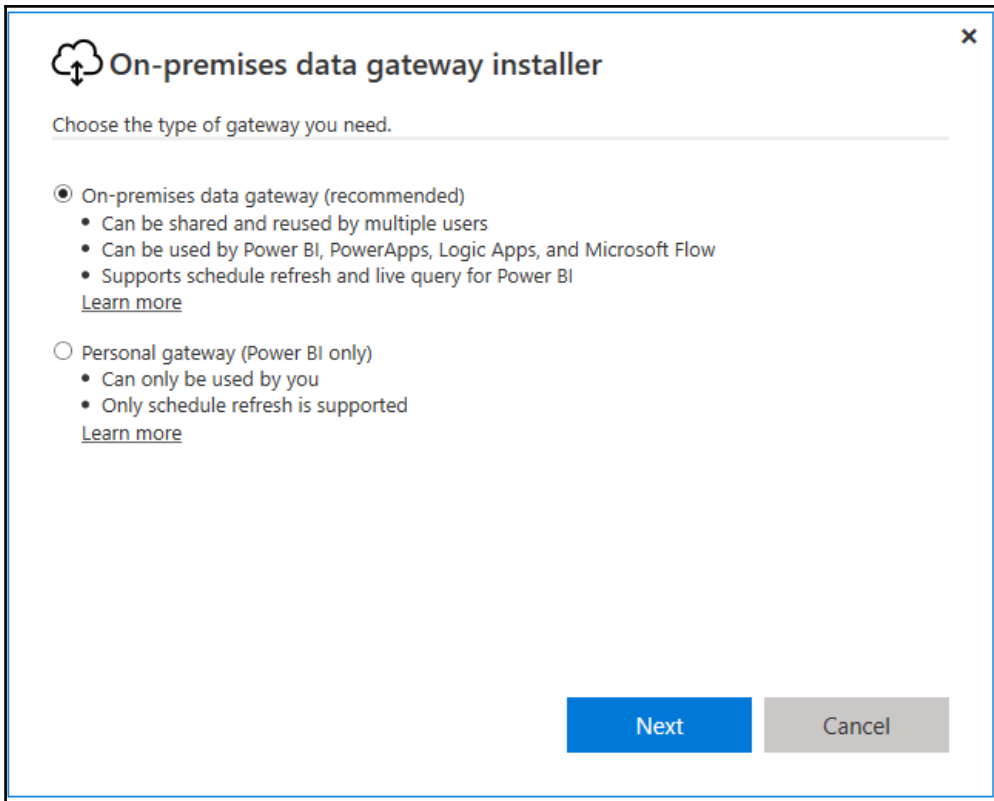 ×
On-premises data gateway installer
Choose the type of gateway you need.
On-premises data gateway (recommended)
• Can be shared and reused by multiple users
• Can be used by Power BI, PowerApps, Logic Apps, and Microsoft Flow
• Supports schedule refresh and live query for Power BI
Learn more
Personal gateway (Power BI only)
• Can only be used by you
• Only schedule refresh is supported
Learn more
Next Cancel